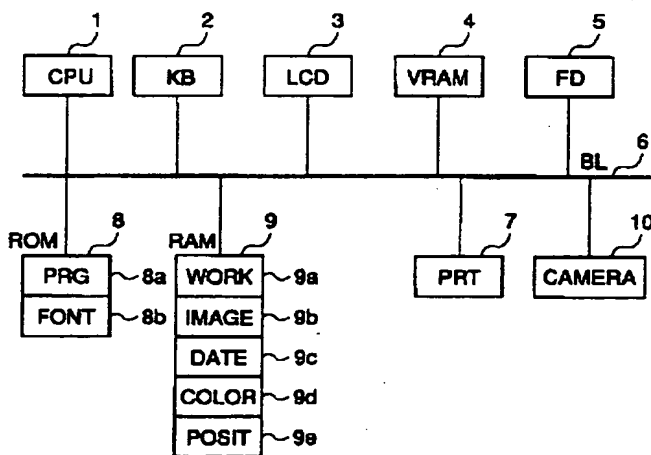 1 2 3 4 5
CPU KB LCD VRAM FD
BL 6
ROM 8 RAM 9 7 10
PRG 8a WORK 9a PRT CAMERA
FONT 8b IMAGE 9b
DATE 9c
COLOR 9d
POSIT 9e